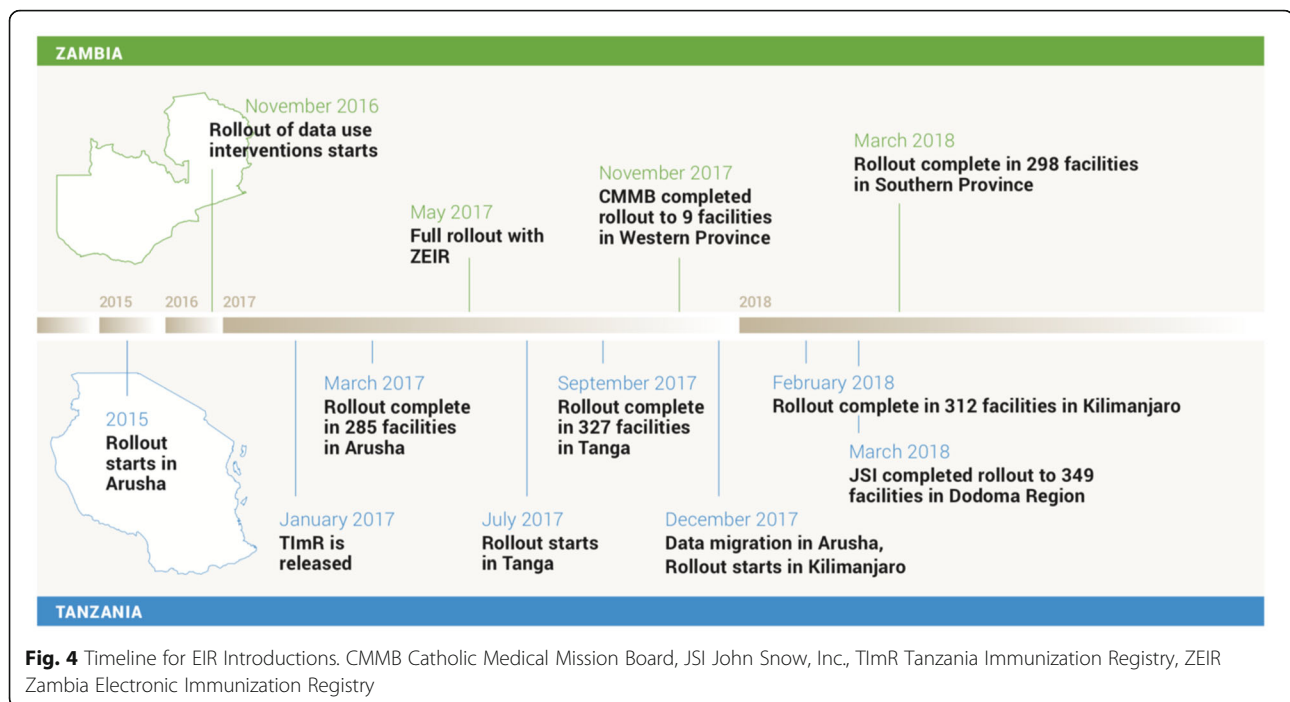 ZAMBIA
November 2016
Rollout of data use
interventions starts
May 2017
Full rollout with
ZEIR
November 2017
CMMB completed
rollout to 9 facilities
in Western Province
March 2018
Rollout complete in 298 facilities
in Southern Province
2015
2016
2017
2018
2015
Rollout
starts in
Arusha
January 2017
TImR is
released
March 2017
Rollout complete
in 285 facilities
in Arusha
July 2017
Rollout starts
in Tanga
September 2017
Rollout complete
in 327 facilities
in Tanga
December 2017
Data migration in Arusha,
Rollout starts in Kilimanjaro
February 2018
Rollout complete in 312 facilities in Kilimanjaro
March 2018
JSI completed rollout to 349
facilities in Dodoma Region
TANZANIA
Fig. 4 Timeline for EIR Introductions. CMMB Catholic Medical Mission Board, JSI John Snow, Inc., TImR Tanzania Immunization Registry, ZEIR
Zambia Electronic Immunization Registry